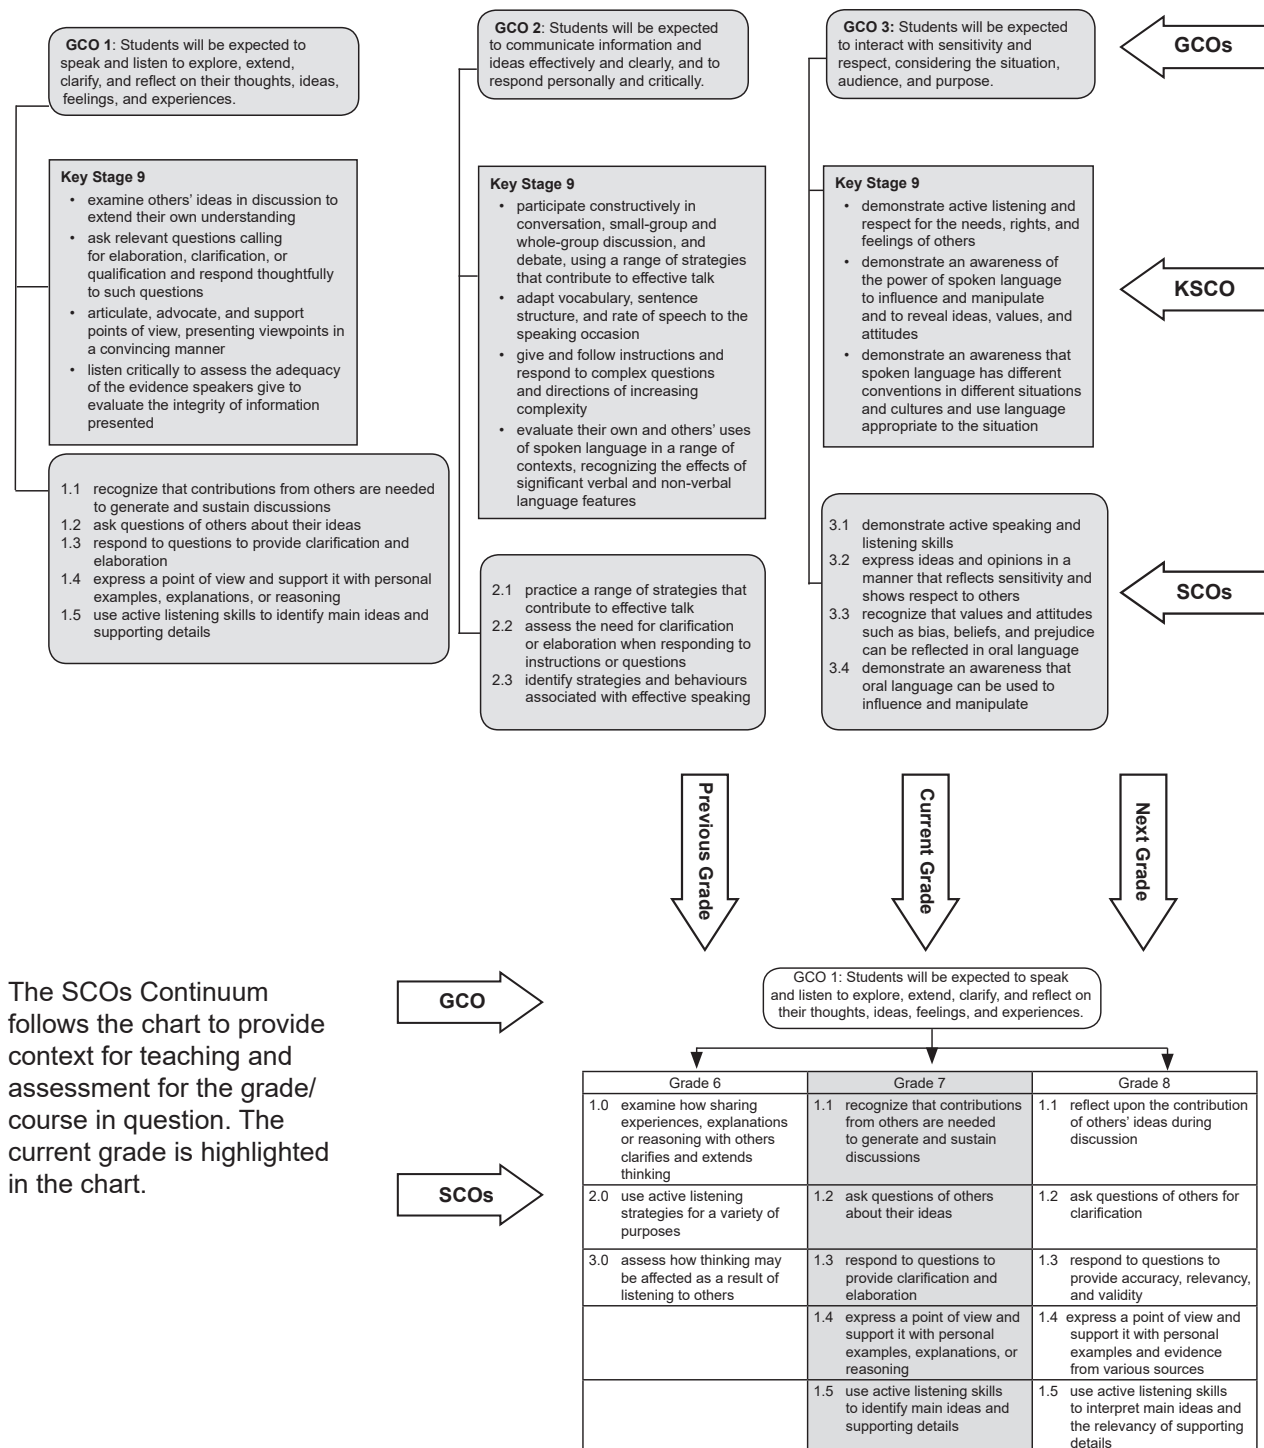 GCO 1: Students will be expected to
speak and listen to explore, extend,
clarify, and reflect on their thoughts, ideas,
feelings, and experiences.
GCO 2: Students will be expected
to communicate information and
ideas effectively and clearly, and to
respond personally and critically.
GCO 3: Students will be expected
to interact with sensitivity and
respect, considering the situation,
audience, and purpose.
GCOs
Key Stage 9
• examine others' ideas in discussion to
extend their own understanding
• ask relevant questions calling
for elaboration, clarification, or
qualification and respond thoughtfully
to such questions
• articulate, advocate, and support
points of view, presenting viewpoints in
a convincing manner
• listen critically to assess the adequacy
of the evidence speakers give to
evaluate the integrity of information
presented
Key Stage 9
• participate constructively in
conversation, small-group and
whole-group discussion, and
debate, using a range of strategies
that contribute to effective talk
• adapt vocabulary, sentence
structure, and rate of speech to the
speaking occasion
• give and follow instructions and
respond to complex questions
and directions of increasing
complexity
• evaluate their own and others' uses
of spoken language in a range of
contexts, recognizing the effects of
significant verbal and non-verbal
language features
Key Stage 9
• demonstrate active listening and
respect for the needs, rights, and
feelings of others
• demonstrate an awareness of
the power of spoken language
to influence and manipulate
and to reveal ideas, values, and
attitudes
• demonstrate an awareness that
spoken language has different
conventions in different situations
and cultures and use language
appropriate to the situation
KSCO
1.1 recognize that contributions from others are needed
to generate and sustain discussions
1.2 ask questions of others about their ideas
1.3 respond to questions to provide clarification and
elaboration
1.4 express a point of view and support it with personal
examples, explanations, or reasoning
1.5 use active listening skills to identify main ideas and
supporting details
2.1 practice a range of strategies that
contribute to effective talk
2.2 assess the need for clarification
or elaboration when responding to
instructions or questions
2.3 identify strategies and behaviours
associated with effective speaking
3.1 demonstrate active speaking and
listening skills
3.2 express ideas and opinions in a
manner that reflects sensitivity and
shows respect to others
3.3 recognize that values and attitudes
such as bias, beliefs, and prejudice
can be reflected in oral language
3.4 demonstrate an awareness that
oral language can be used to
influence and manipulate
SCOs
Previous Grade
Current Grade
Next Grade
The SCOs Continuum
follows the chart to provide
context for teaching and
assessment for the grade/
course in question. The
current grade is highlighted
in the chart.
GCO
GCO 1: Students will be expected to speak
and listen to explore, extend, clarify, and reflect on
their thoughts, ideas, feelings, and experiences.
SCOs
Grade 6
Grade 7
Grade 8
1.0 examine how sharing
experiences, explanations
or reasoning with others
clarifies and extends
thinking
1.1 recognize that contributions
from others are needed
to generate and sustain
discussions
1.1 reflect upon the contribution
of others' ideas during
discussion
2.0 use active listening
strategies for a variety of
purposes
1.2 ask questions of others
about their ideas
1.2 ask questions of others for
clarification
3.0 assess how thinking may
be affected as a result of
listening to others
1.3 respond to questions to
provide clarification and
elaboration
1.3 respond to questions to
provide accuracy, relevancy,
and validity
1.4 express a point of view and
support it with personal
examples, explanations, or
reasoning
1.4 express a point of view and
support it with personal
examples and evidence
from various sources
1.5 use active listening skills
to identify main ideas and
supporting details
1.5 use active listening skills
to interpret main ideas and
the relevancy of supporting
details